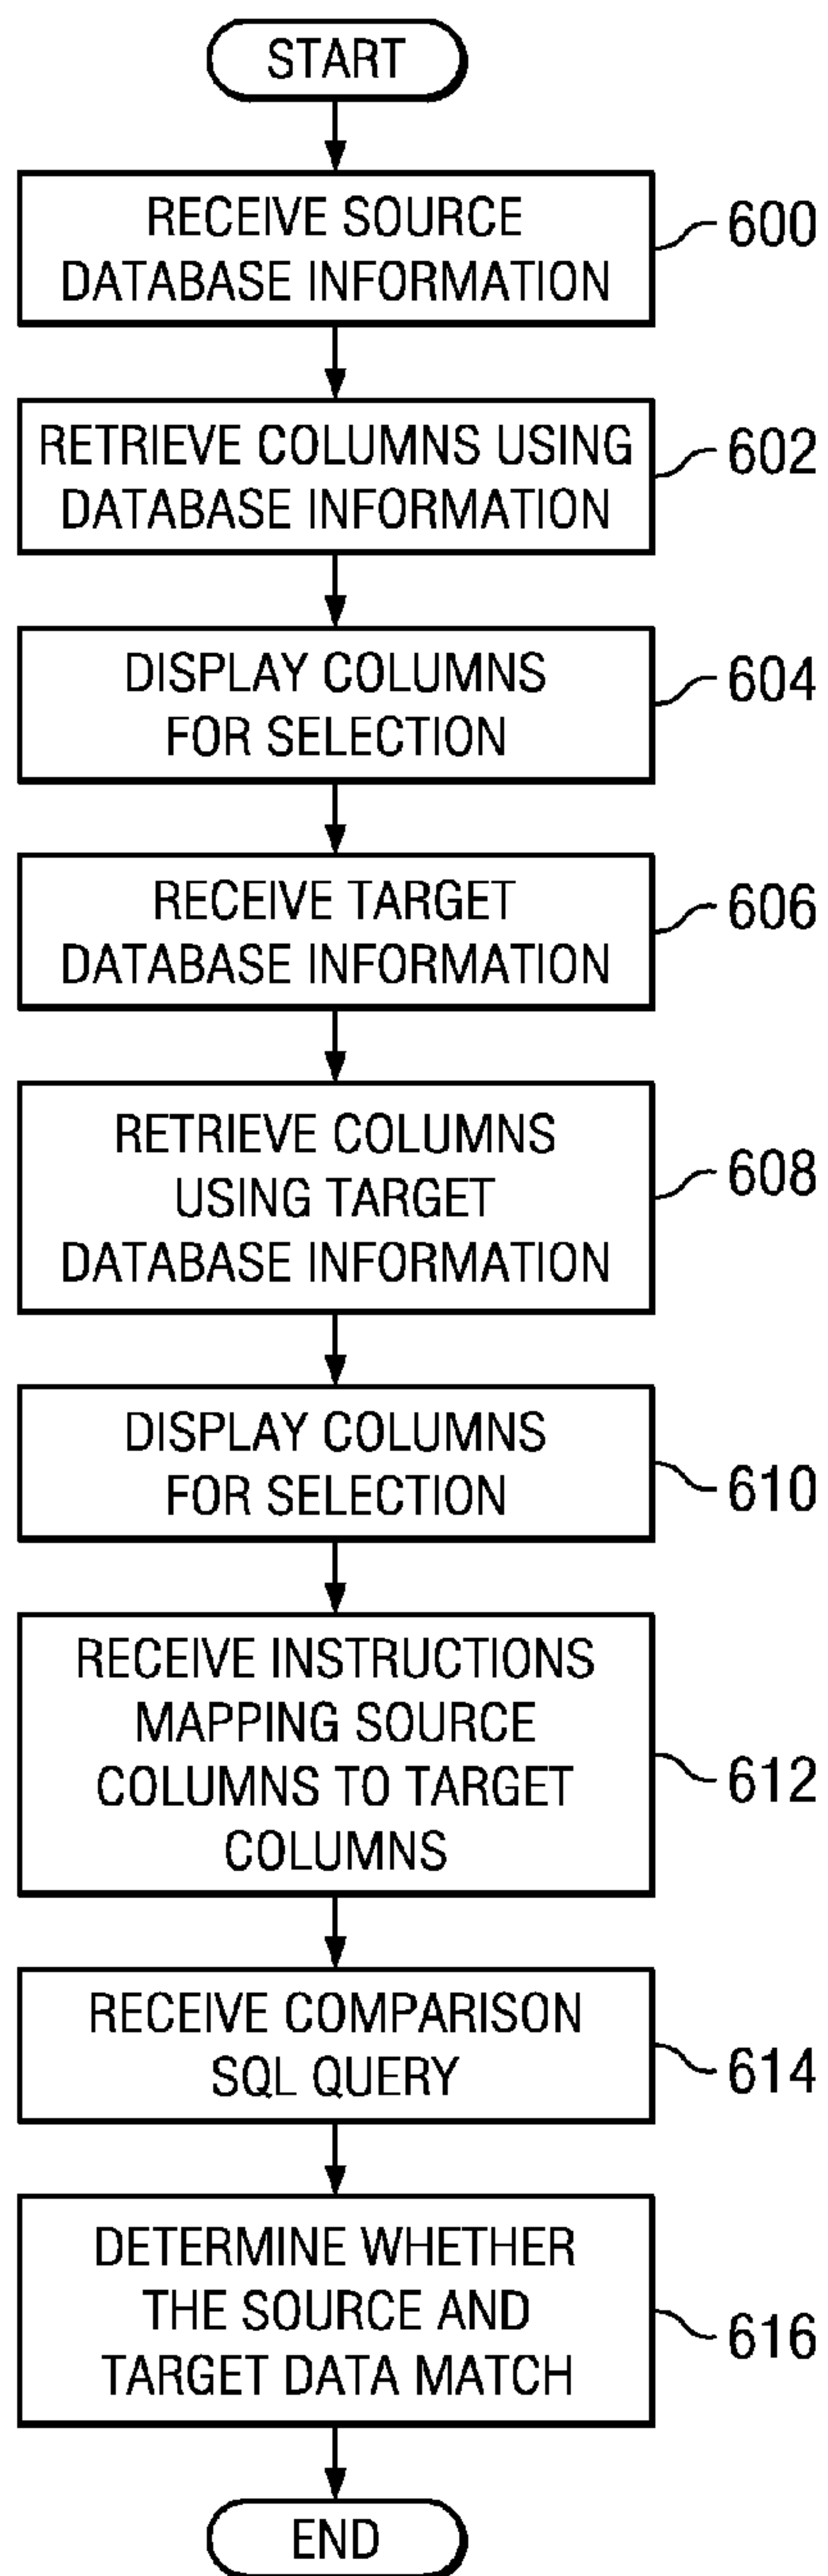 START
RECEIVE SOURCE
DATABASE INFORMATION
600
RETRIEVE COLUMNS USING
DATABASE INFORMATION
602
DISPLAY COLUMNS
FOR SELECTION
604
RECEIVE TARGET
DATABASE INFORMATION
606
RETRIEVE COLUMNS
USING TARGET
DATABASE INFORMATION
608
DISPLAY COLUMNS
FOR SELECTION
610
RECEIVE INSTRUCTIONS
MAPPING SOURCE
COLUMNS TO TARGET
COLUMNS
612
RECEIVE COMPARISON
SQL QUERY
614
DETERMINE WHETHER
THE SOURCE AND
TARGET DATA MATCH
616
END